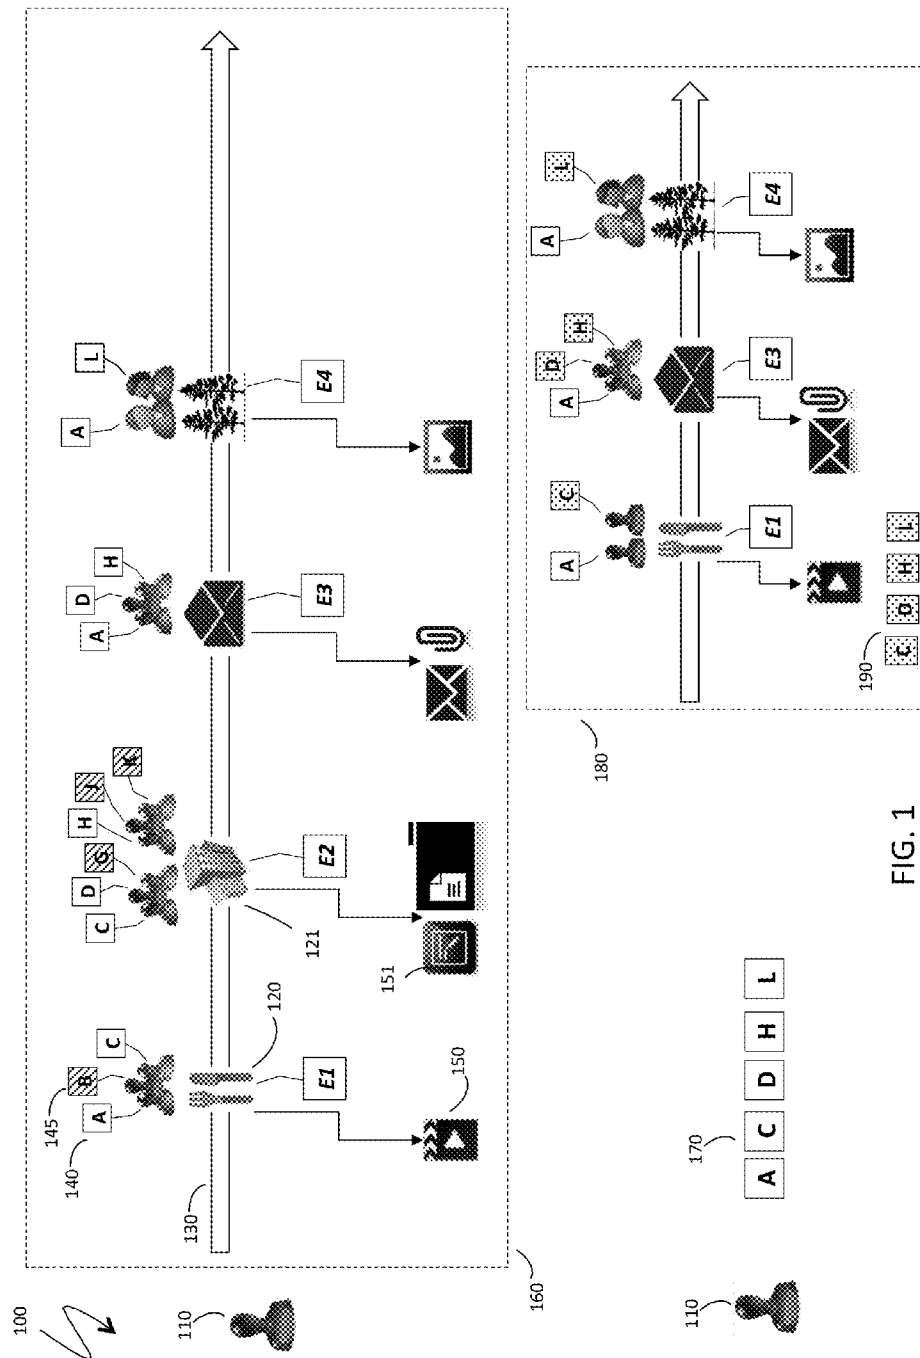 100
140 145
A B C
C D G H J K
A D H
A L
110 130
120
121
E1 E2 E3 E4
150
151
160
180
A C
A D H
A L
E1 E3 E4
110
170
A C D H L
190
C D H L
FIG. 1